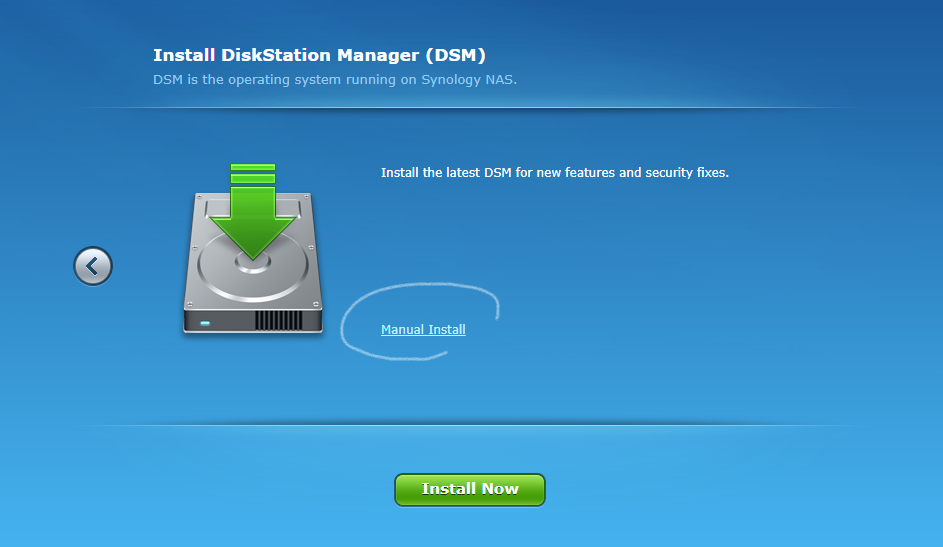 Install DiskStation Manager (DSM)
DSM is the operating system running on Synology NAS.
Install the latest DSM for new features and security fixes.
Manual Install
Install Now